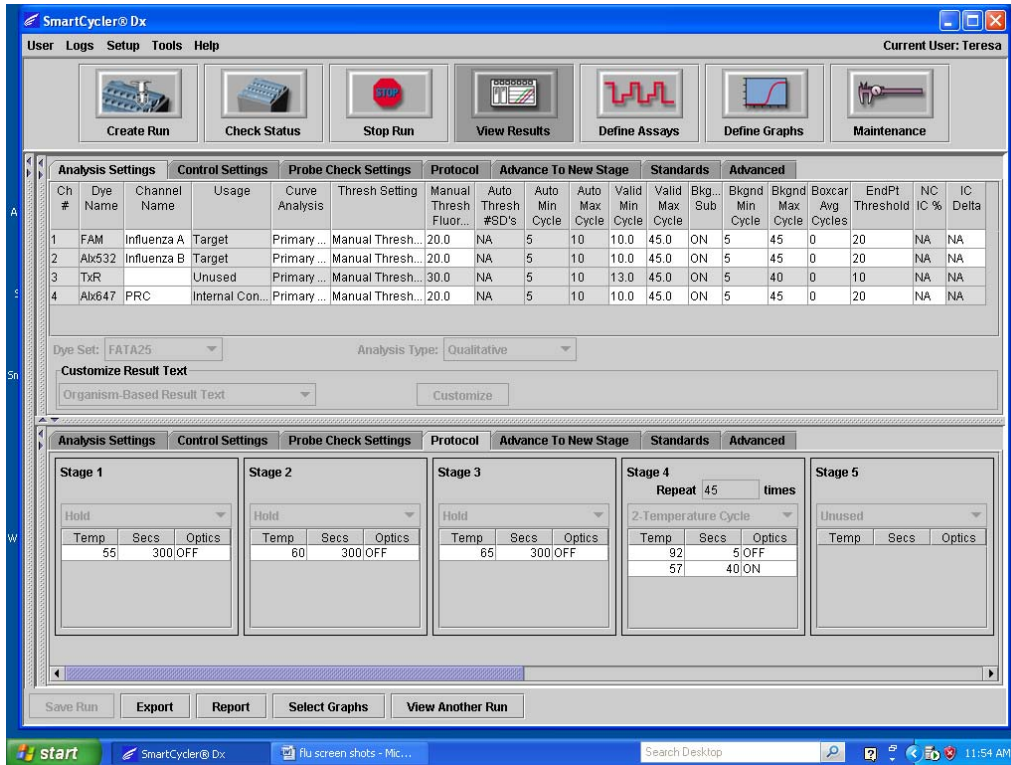 SmartCycler® Dx
User Logs Setup Tools Help Current User: Teresa
STOP
Create Run Check Status Stop Run View Results Define Assays Define Graphs Maintenance
Analysis Settings Control Settings Probe Check Settings Protocol Advance To New Stage Standards Advanced
Ch Dye Channel Usage Curve Thresh Setting Manual Auto Auto Auto Valid Valid Bkg... Bkgnd Bkgnd Boxcar EndPt NC IC
# Name Name Analysis Thresh Thresh Min Max Min Max Sub Min Max Avg Threshold IC % Delta
Fluor... #SD's Cycle Cycle Cycle Cycle Cycle Cycle Cycles
1 FAM Influenza A Target Primary ... Manual Thresh... 20.0 NA 5 10 10.0 45.0 ON 5 45 0 20 NA NA
2 Alx532 Influenza B Target Primary ... Manual Thresh... 20.0 NA 5 10 10.0 45.0 ON 5 45 0 20 NA NA
3 TxR Unused Primary ... Manual Thresh... 30.0 NA 5 10 13.0 45.0 ON 5 40 0 10 NA NA
4 Alx647 PRC Internal Con... Primary ... Manual Thresh... 20.0 NA 5 10 10.0 45.0 ON 5 45 0 20 NA NA
Dye Set: FATA25 Analysis Type: Qualitative
Customize Result Text
Organism-Based Result Text Customize
Analysis Settings Control Settings Probe Check Settings Protocol Advance To New Stage Standards Advanced
Stage 1 Stage 2 Stage 3 Stage 4 Stage 5
Repeat 45 times
Hold Hold Hold 2-Temperature Cycle Unused
Temp Secs Optics Temp Secs Optics Temp Secs Optics Temp Secs Optics Temp Secs Optics
55 300 OFF 60 300 OFF 65 300 OFF 92 5 OFF
57 40 ON
Save Run Export Report Select Graphs View Another Run
start SmartCycler® Dx flu screen shots - Mic... Search Desktop 11:54 AM
A
S
Sn
W